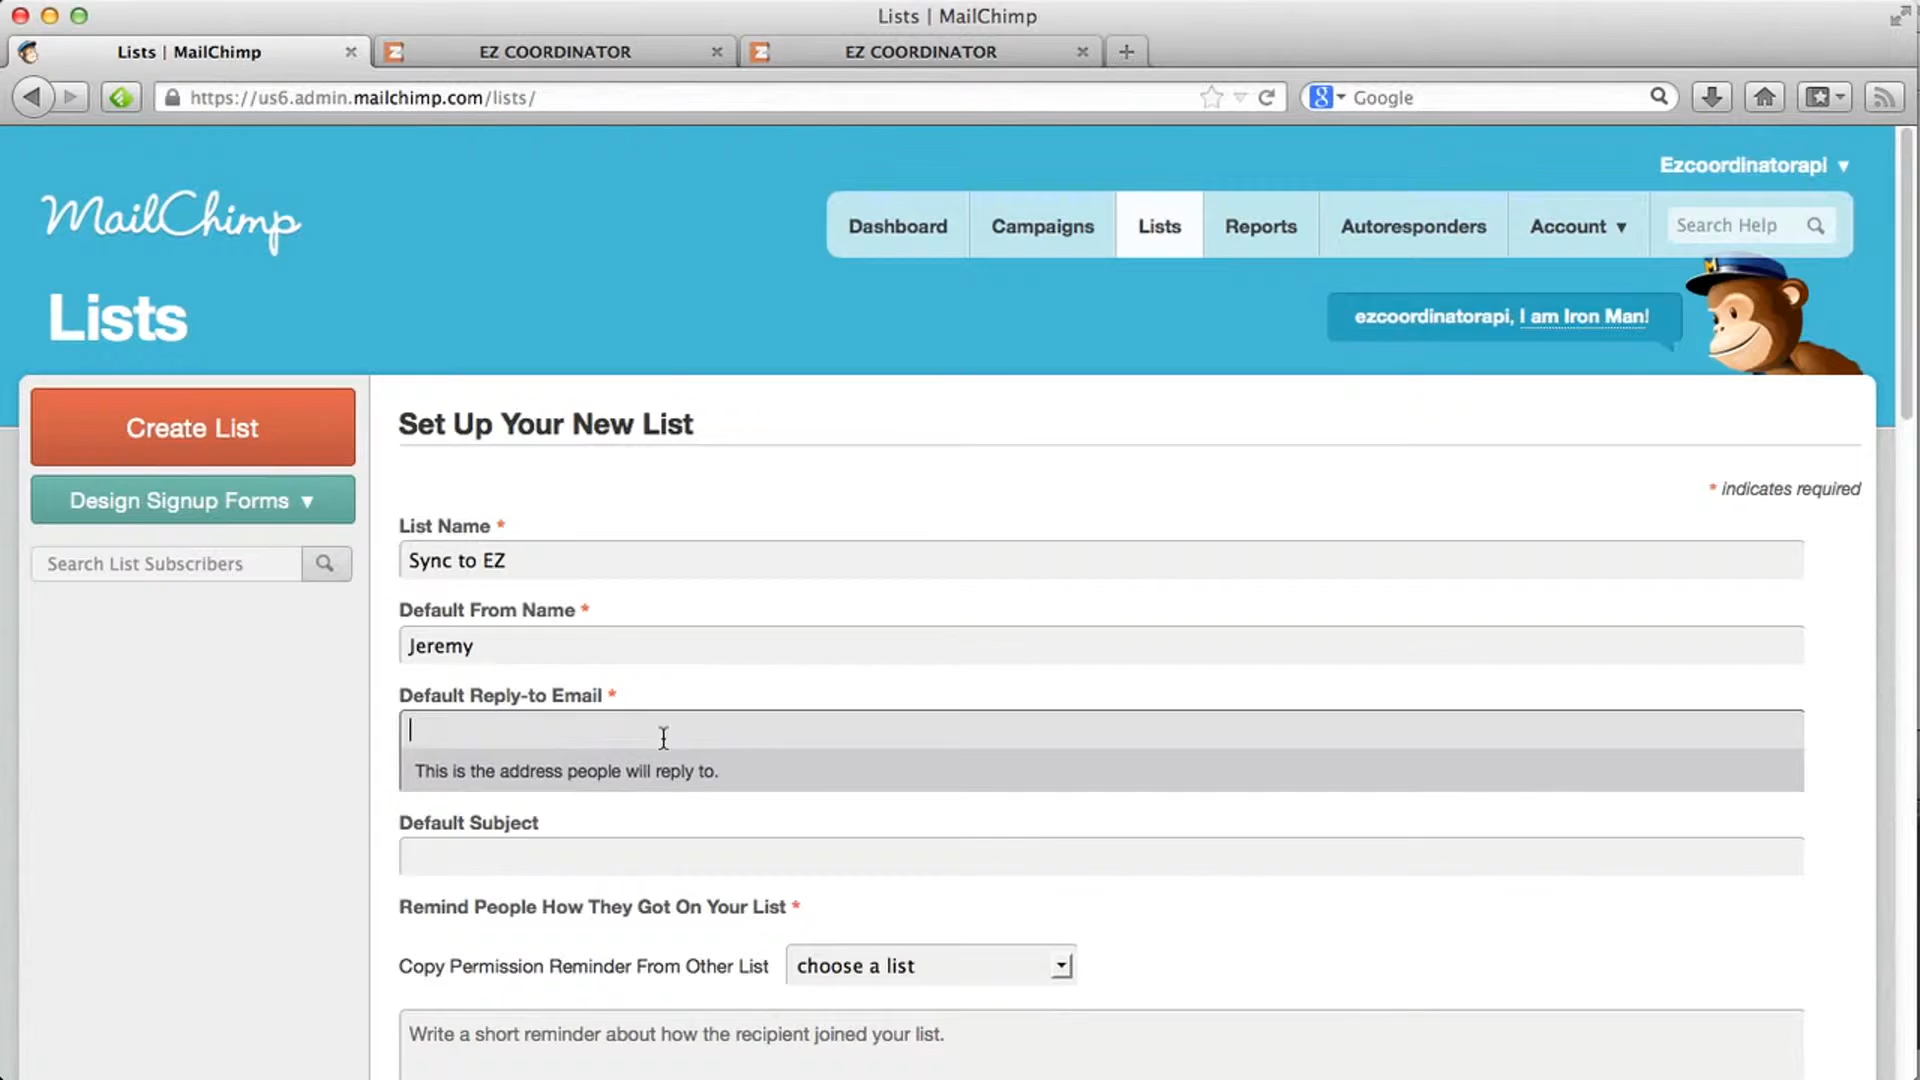 Lists | MailChimp
Lists | MailChimp
EZ COORDINATOR
EZ COORDINATOR
https://us6.admin.mailchimp.com/lists/
Google
Ezcoordinatorapi ▼
MailChimp
Dashboard
Campaigns
Lists
Reports
Autoresponders
Account ▼
Search Help
Lists
ezcoordinatorapi, I am Iron Man!
Create List
Design Signup Forms ▼
Search List Subscribers
Set Up Your New List
* indicates required
List Name *
Sync to EZ
Default From Name *
Jeremy
Default Reply-to Email *
This is the address people will reply to.
Default Subject
Remind People How They Got On Your List *
Copy Permission Reminder From Other List
choose a list
Write a short reminder about how the recipient joined your list.